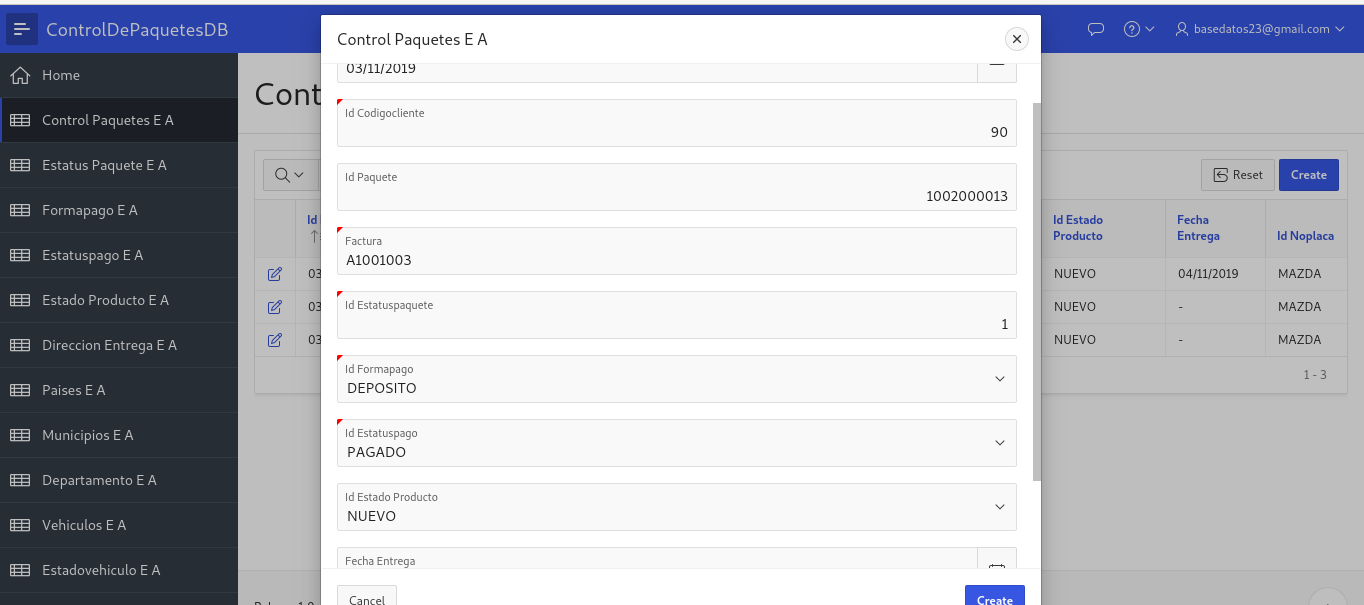 ControlDePaquetesDB
basedatos23@gmail.com
Home
Control Paquetes E A
Estatus Paquete E A
Formapago E A
Estatuspago E A
Estado Producto E A
Direccion Entrega E A
Paises E A
Municipios E A
Departamento E A
Vehiculos E A
Estadovehiculo E A
Cont
Id
03
03
03
Control Paquetes E A
03/11/2019
Id Codigocliente
90
Id Paquete
1002000013
Factura
A1001003
Id Estatuspaquete
1
Id Formapago
DEPOSITO
Id Estatuspago
PAGADO
Id Estado Producto
NUEVO
Fecha Entrega
Cancel
Create
Reset
Create
Id Estado
Producto
Fecha
Entrega
Id Noplaca
NUEVO 04/11/2019 MAZDA
NUEVO - MAZDA
NUEVO - MAZDA
1 - 3